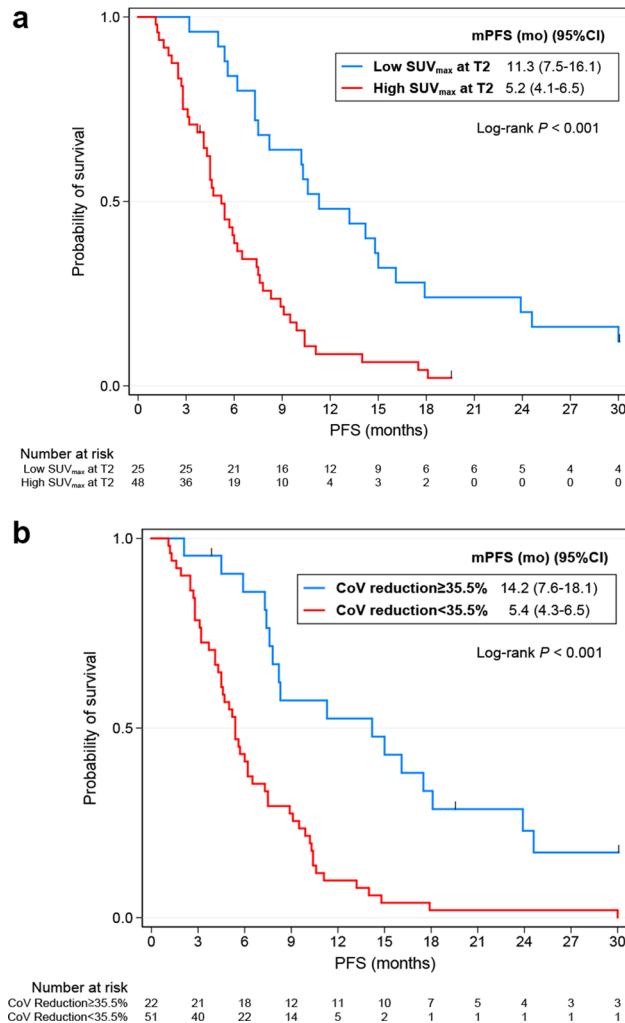 a
mPFS (mo) (95%CI)
Low SUVmax at T2 11.3 (7.5-16.1)
High SUVmax at T2 5.2 (4.1-6.5)
Log-rank P < 0.001
1.0
0.5
0.0
Probability of survival
0 3 6 9 12 15 18 21 24 27 30
PFS (months)
Number at risk
Low SUVmax at T2 25 25 21 16 12 9 6 6 5 4 4
High SUVmax at T2 48 36 19 10 4 3 2 0 0 0 0
b
mPFS (mo) (95%CI)
CoV reduction≥35.5% 14.2 (7.6-18.1)
CoV reduction<35.5% 5.4 (4.3-6.5)
Log-rank P < 0.001
1.0
0.5
0.0
Probability of survival
0 3 6 9 12 15 18 21 24 27 30
PFS (months)
Number at risk
CoV Reduction≥35.5% 22 21 18 12 11 10 7 5 4 3 3
CoV Reduction<35.5% 51 40 22 14 5 2 1 1 1 1 1